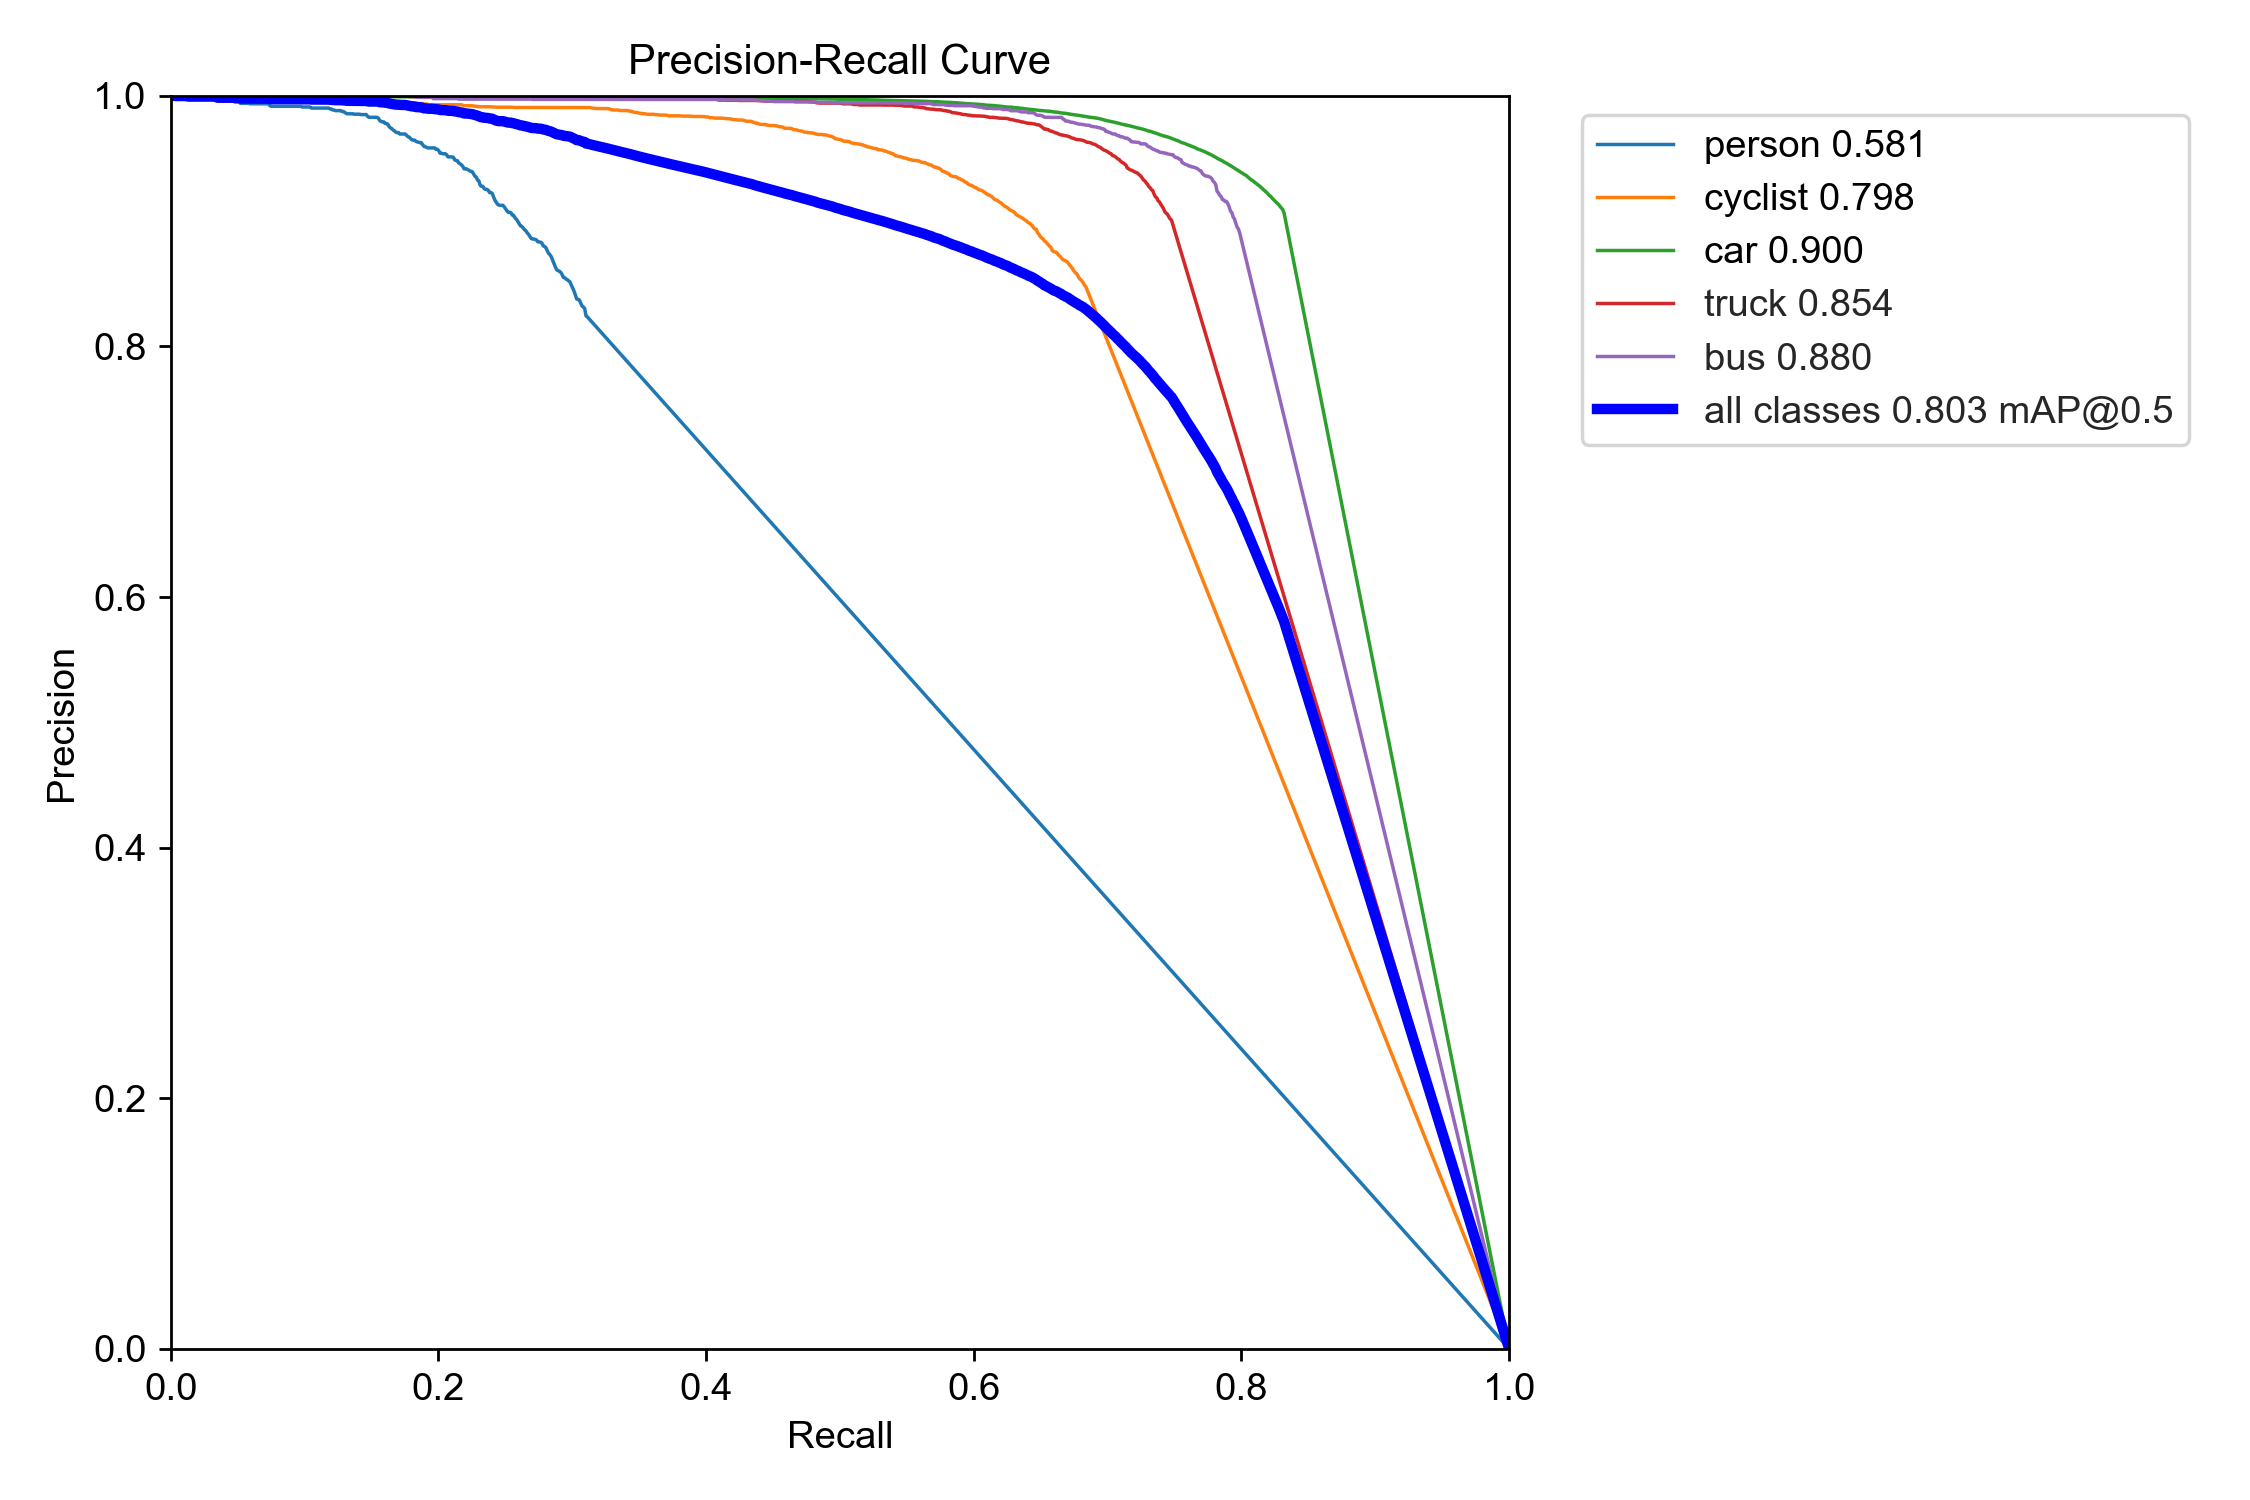 Precision-Recall Curve
1.0
0.8
0.6
0.4
0.2
0.0
Precision
0.0 0.2 0.4 0.6 0.8 1.0
Recall
person 0.581
cyclist 0.798
car 0.900
truck 0.854
bus 0.880
all classes 0.803 mAP@0.5